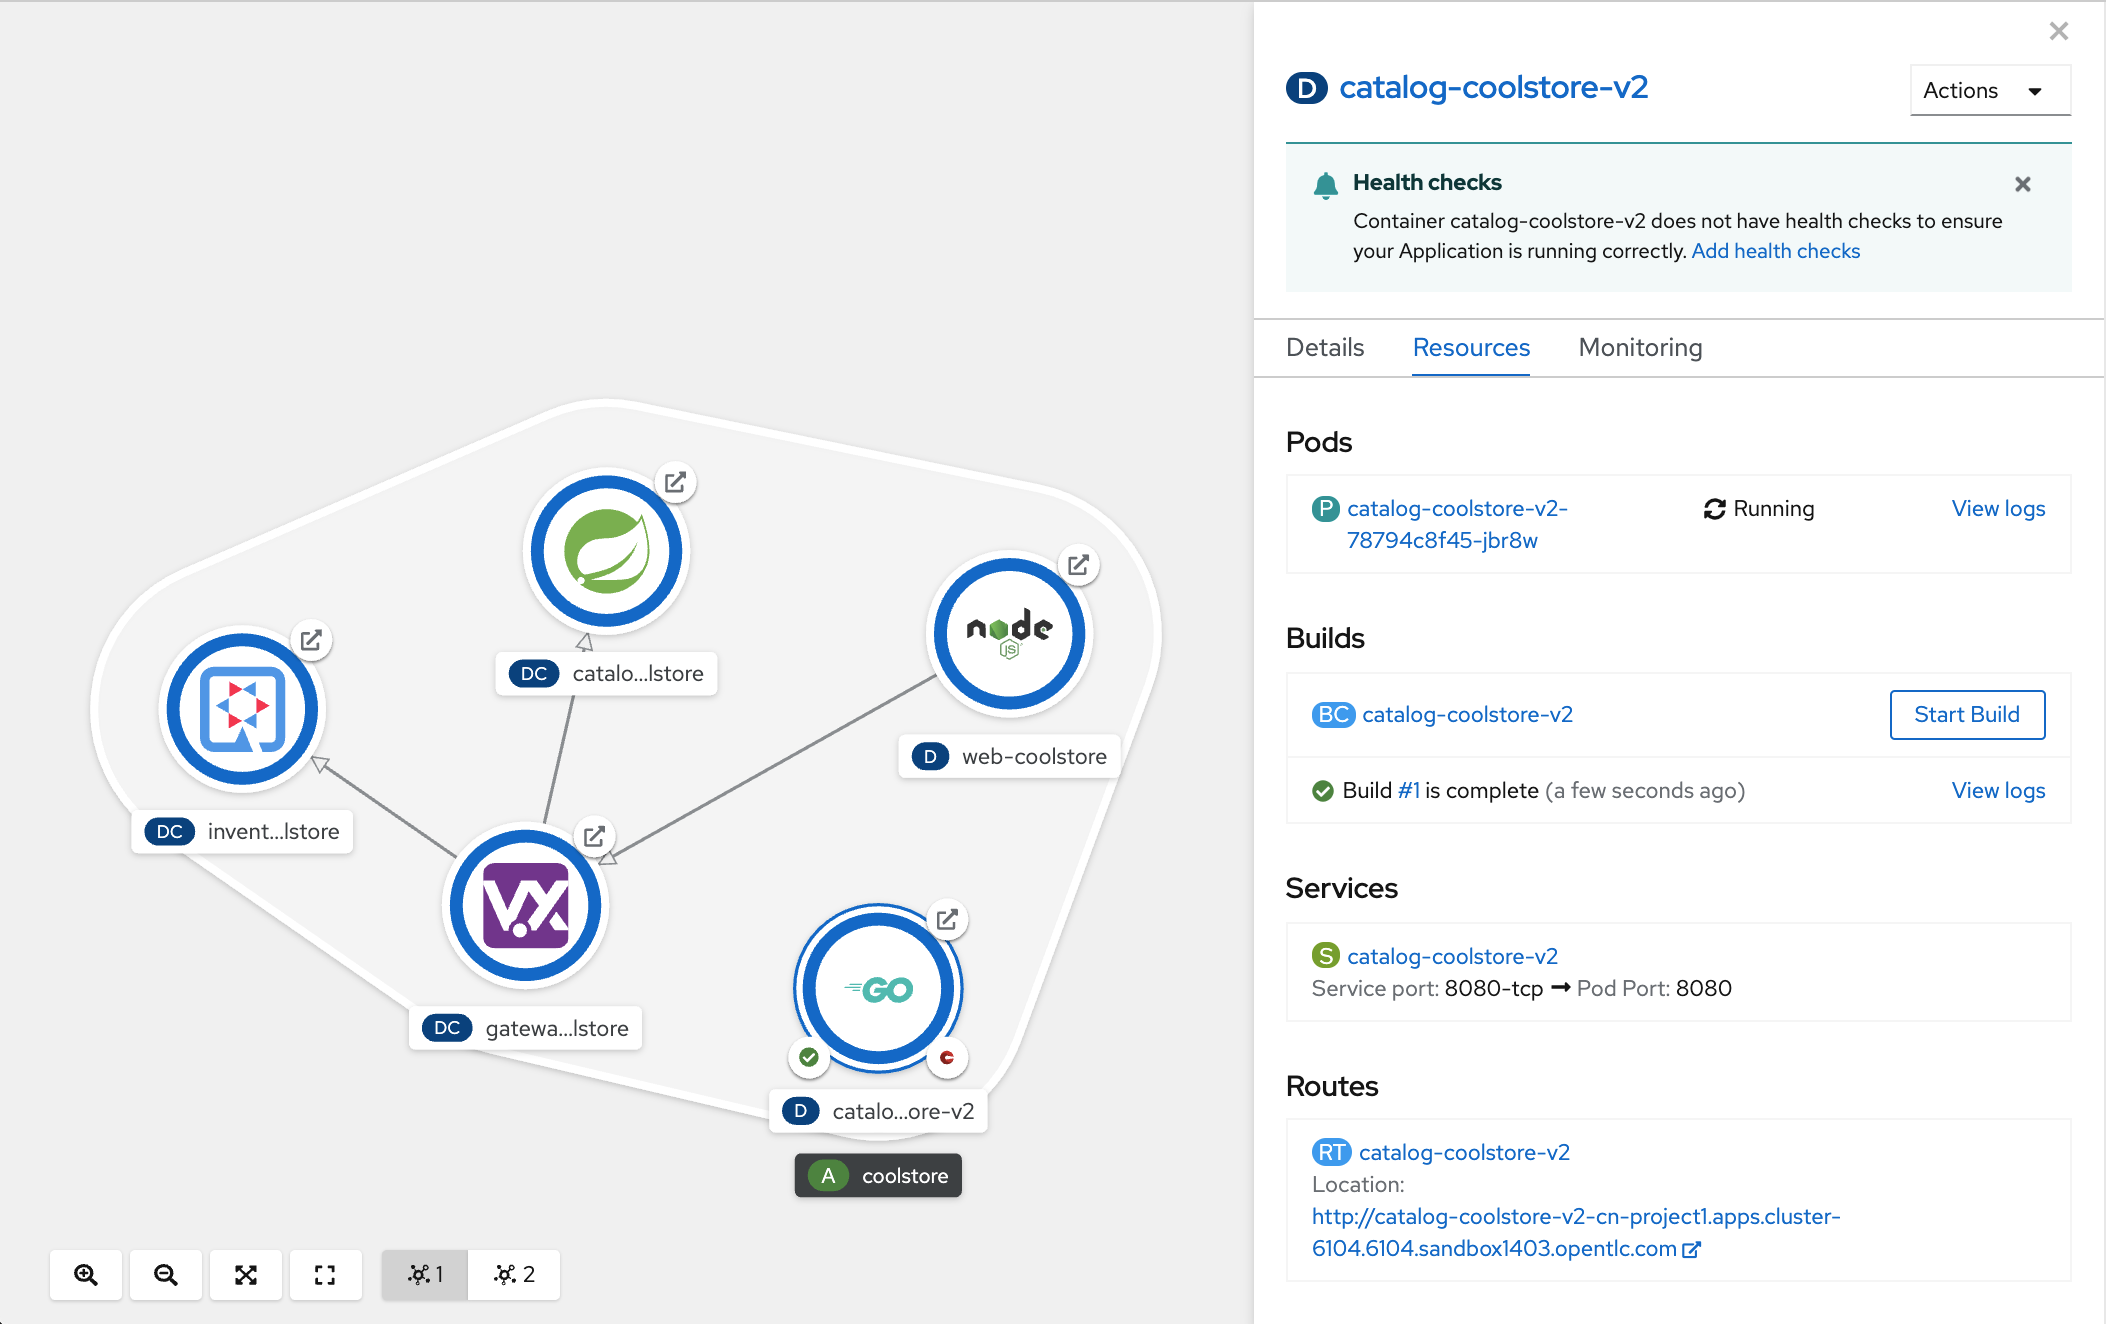 DC catalo...lstore
D web-coolstore
DC invent...lstore
DC gatewa...lstore
D catalo...ore-v2
A coolstore
node
JS
VX
GO
1
2
D catalog-coolstore-v2
Actions
Health checks
Container catalog-coolstore-v2 does not have health checks to ensure
your Application is running correctly. Add health checks
Details Resources Monitoring
Pods
P catalog-coolstore-v2-
78794c8f45-jbr8w
Running
View logs
Builds
BC catalog-coolstore-v2
Start Build
Build #1 is complete (a few seconds ago)
View logs
Services
S catalog-coolstore-v2
Service port: 8080-tcp → Pod Port: 8080
Routes
RT catalog-coolstore-v2
Location:
http://catalog-coolstore-v2-cn-project1.apps.cluster-
6104.6104.sandbox1403.opentlc.com